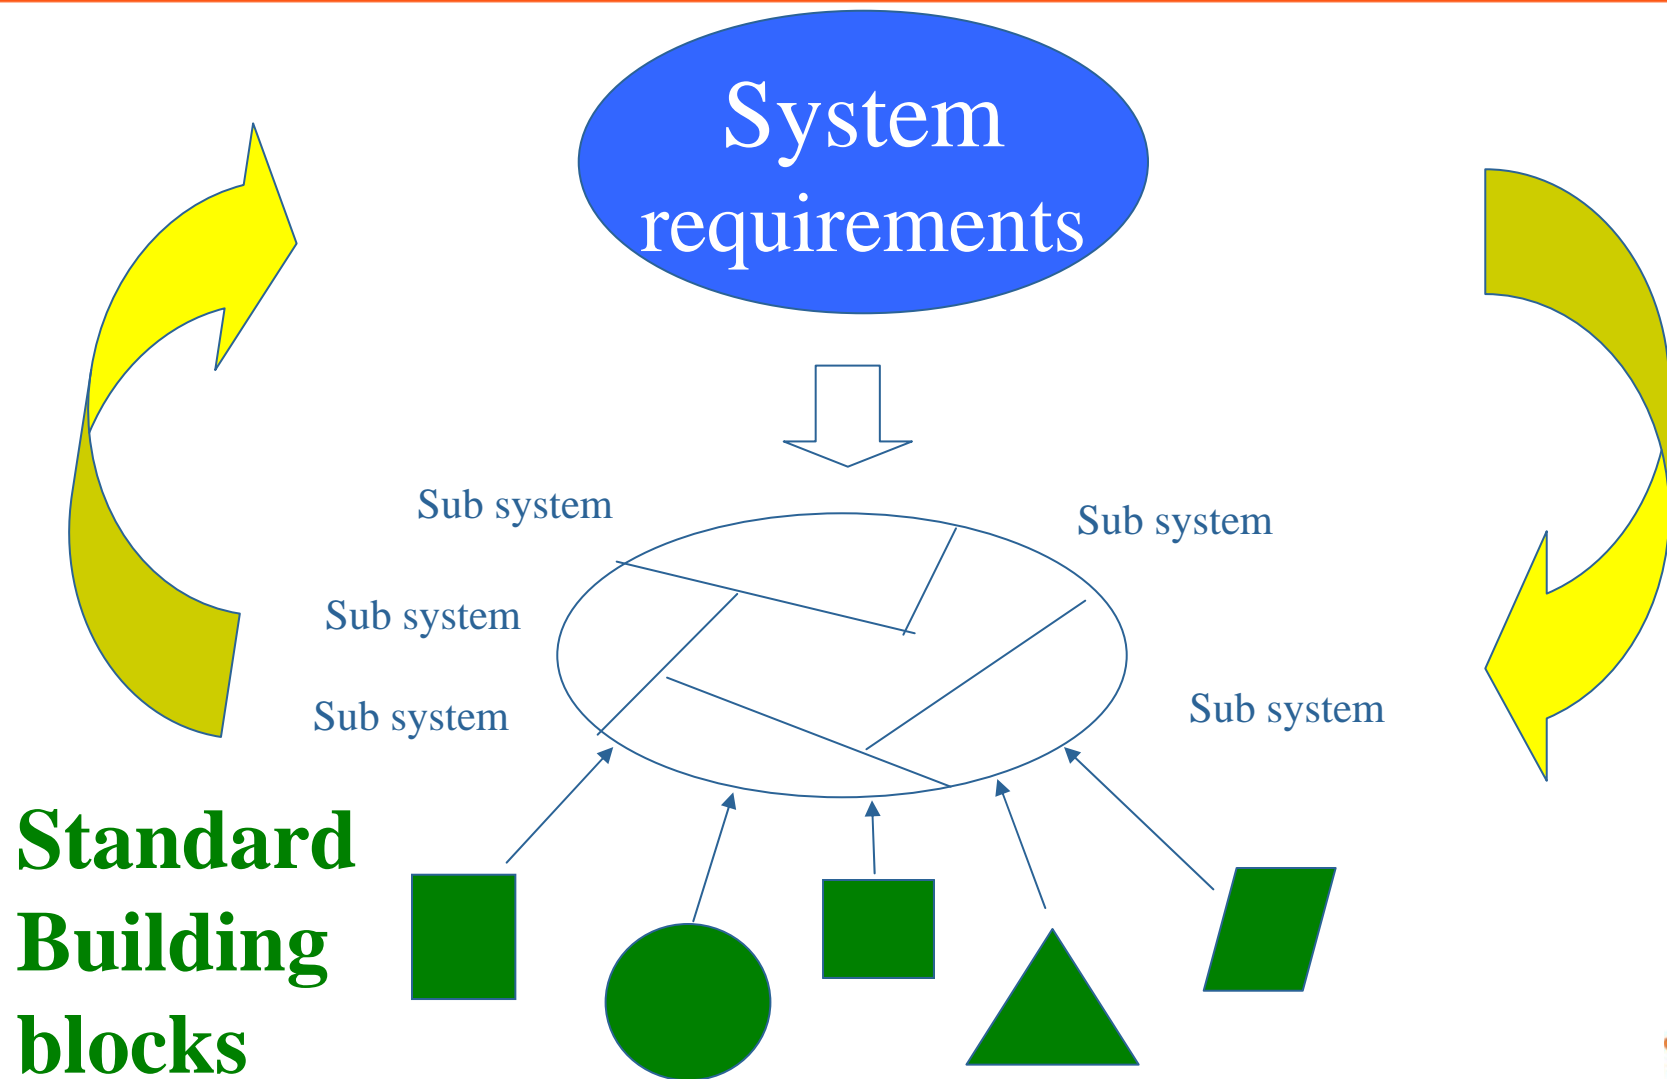 System
requirements
Sub system
Sub system
Sub system
Sub system
Sub system
Standard
Building
blocks